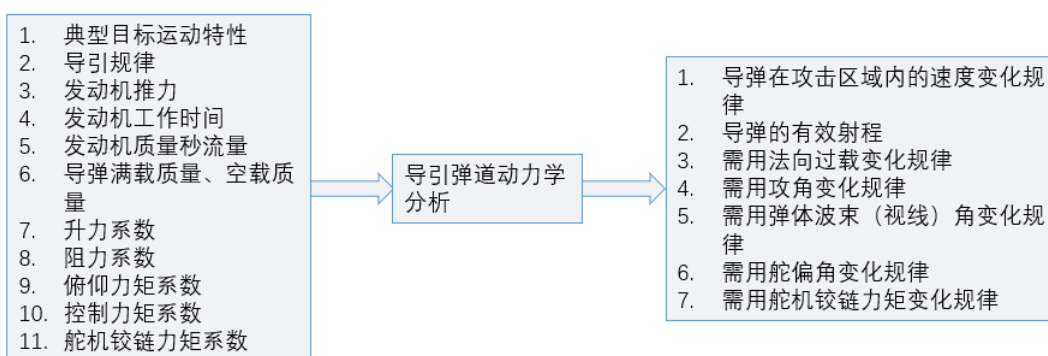 1. 典型目标运动特性
2. 导引规律
3. 发动机推力
4. 发动机工作时间
5. 发动机质量秒流量
6. 导弹满载质量、空载质
量
7. 升力系数
8. 阻力系数
9. 俯仰力矩系数
10. 控制力矩系数
11. 舵机铰链力矩系数
导引弹道动力学
分析
1. 导弹在攻击区域内的速度变化规
律
2. 导弹的有效射程
3. 需用法向过载变化规律
4. 需用攻角变化规律
5. 需用弹体波束（视线）角变化规
律
6. 需用舵偏角变化规律
7. 需用舵机铰链力矩变化规律